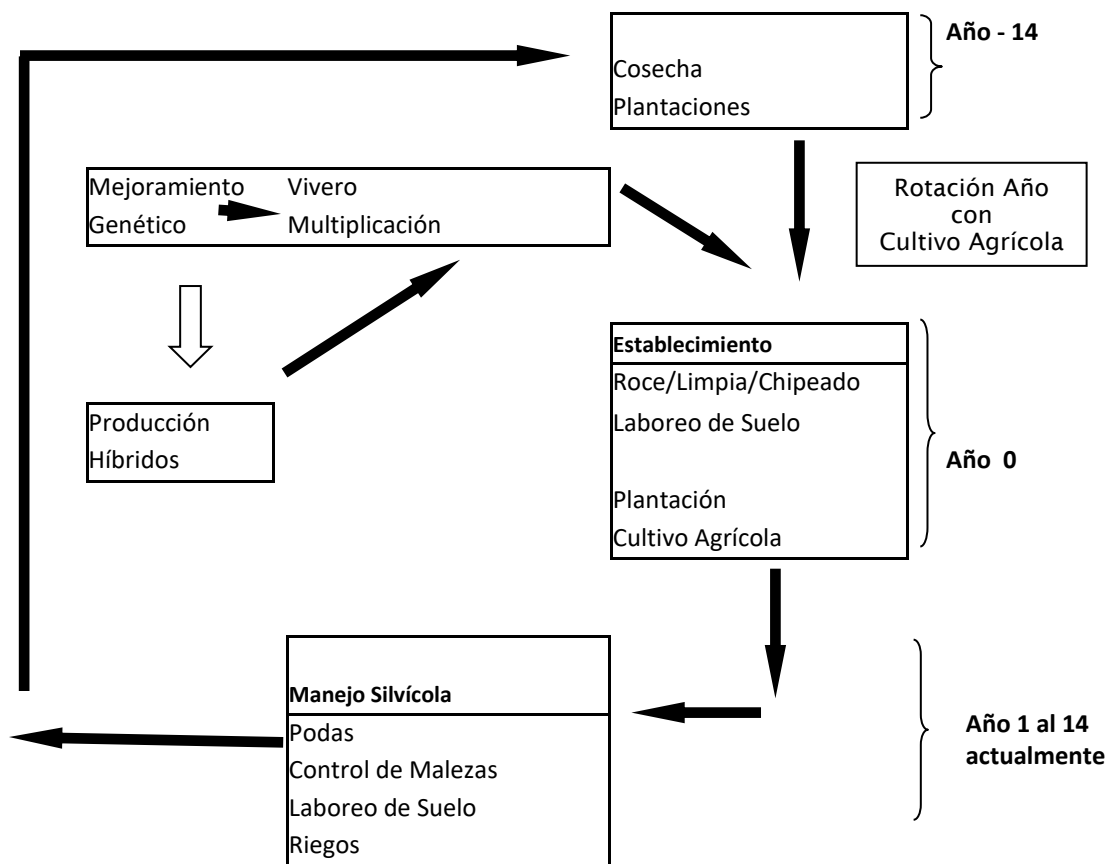 Año - 14
Cosecha
Plantaciones
Mejoramiento Vivero
Genético Multiplicación
Rotación Año
con
Cultivo Agrícola
Establecimiento
Roce/Limpia/Chipeado
Laboreo de Suelo
Plantación
Cultivo Agrícola
Año 0
Producción
Híbridos
Manejo Silvícola
Podas
Control de Malezas
Laboreo de Suelo
Riegos
Año 1 al 14
actualmente